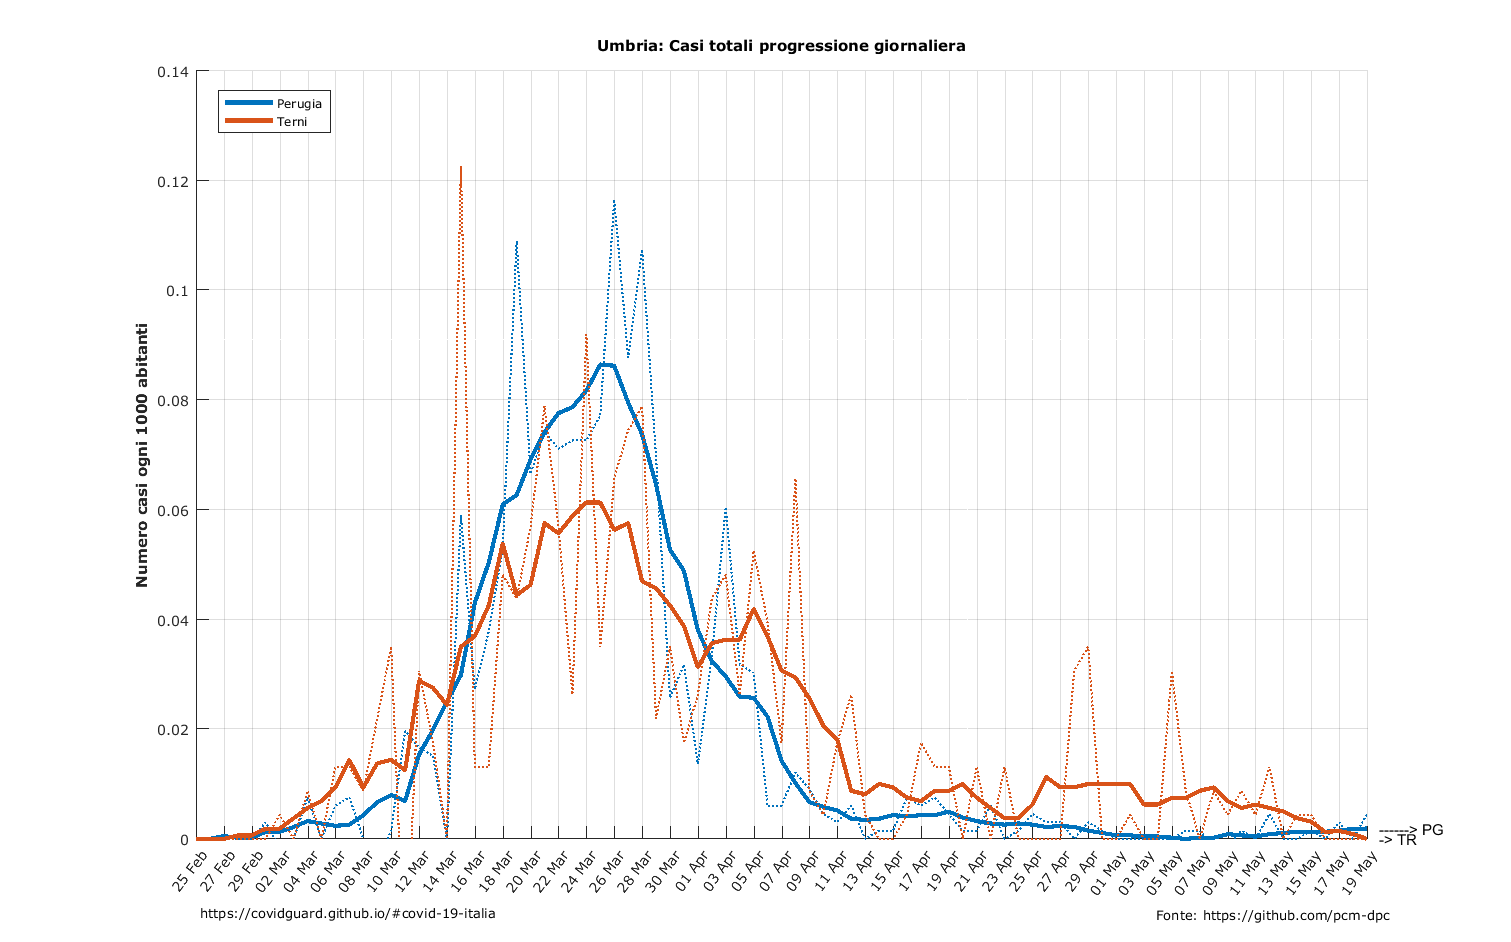 Umbria: Casi totali progressione giornaliera
Numero casi ogni 1000 abitanti
0.14
0.12
0.1
0.08
0.06
0.04
0.02
0
Perugia
Terni
25 Feb
27 Feb
29 Feb
02 Mar
04 Mar
06 Mar
08 Mar
10 Mar
12 Mar
14 Mar
16 Mar
18 Mar
20 Mar
22 Mar
24 Mar
26 Mar
28 Mar
30 Mar
01 Apr
03 Apr
05 Apr
07 Apr
09 Apr
11 Apr
13 Apr
15 Apr
17 Apr
19 Apr
21 Apr
23 Apr
25 Apr
27 Apr
29 Apr
01 May
03 May
05 May
07 May
09 May
11 May
13 May
15 May
17 May
19 May
------> PG
-> TR
https://covidguard.github.io/#covid-19-italia
Fonte: https://github.com/pcm-dpc